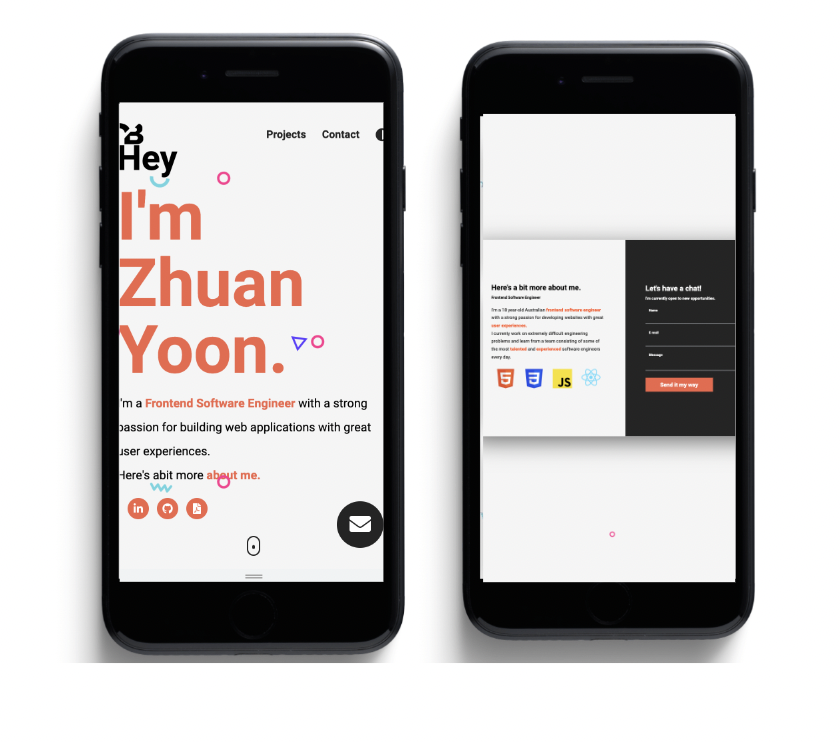 Projects Contact
Hey
I'm
Zhuan
Yoon.
I'm a Frontend Software Engineer with a strong
passion for building web applications with great
user experiences.
Here's abit more about me.
in
Here's a bit more about me.
Frontend Software Engineer
I'm a 18 year old Australian frontend software engineer
with a strong passion for developing websites with great
user experiences.
I currently work on extremely difficult engineering
problems and learn from a team consisting of some of
the most talented and experienced software engineers
every day.
5 3 JS
Let's have a chat!
I'm currently open to new opportunities.
Name
E-mail
Message
Send it my way